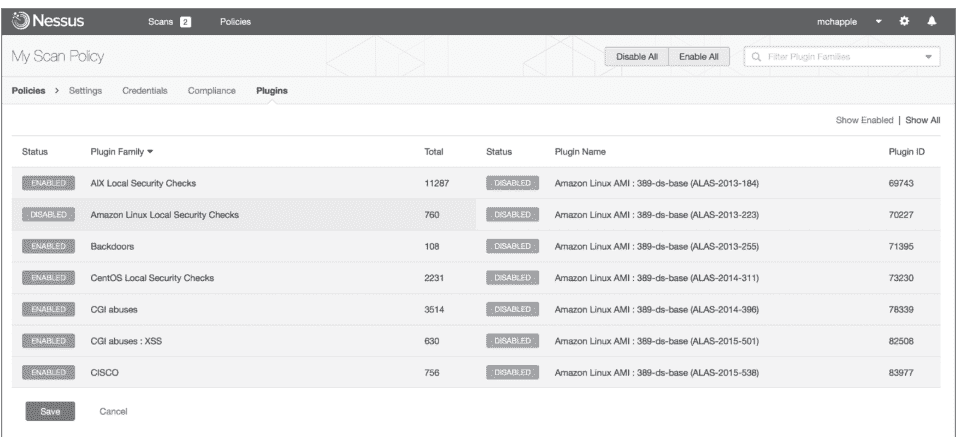 Nessus Scans 2 Policies mchapple
My Scan Policy Disable All Enable All Filter Plugin Families
Policies > Settings Credentials Compliance Plugins
Show Enabled | Show All
Status Plugin Family Total Status Plugin Name Plugin ID
ENABLED AIX Local Security Checks 11287 DISABLED Amazon Linux AMI : 389-ds-base (ALAS-2013-184) 69743
DISABLED Amazon Linux Local Security Checks 760 DISABLED Amazon Linux AMI : 389-ds-base (ALAS-2013-223) 70227
ENABLED Backdoors 108 DISABLED Amazon Linux AMI : 389-ds-base (ALAS-2013-255) 71395
ENABLED CentOS Local Security Checks 2231 DISABLED Amazon Linux AMI : 389-ds-base (ALAS-2014-311) 73230
ENABLED CGI abuses 3514 DISABLED Amazon Linux AMI : 389-ds-base (ALAS-2014-396) 78339
ENABLED CGI abuses : XSS 630 DISABLED Amazon Linux AMI : 389-ds-base (ALAS-2015-501) 82508
ENABLED CISCO 756 DISABLED Amazon Linux AMI : 389-ds-base (ALAS-2015-538) 83977
Save Cancel